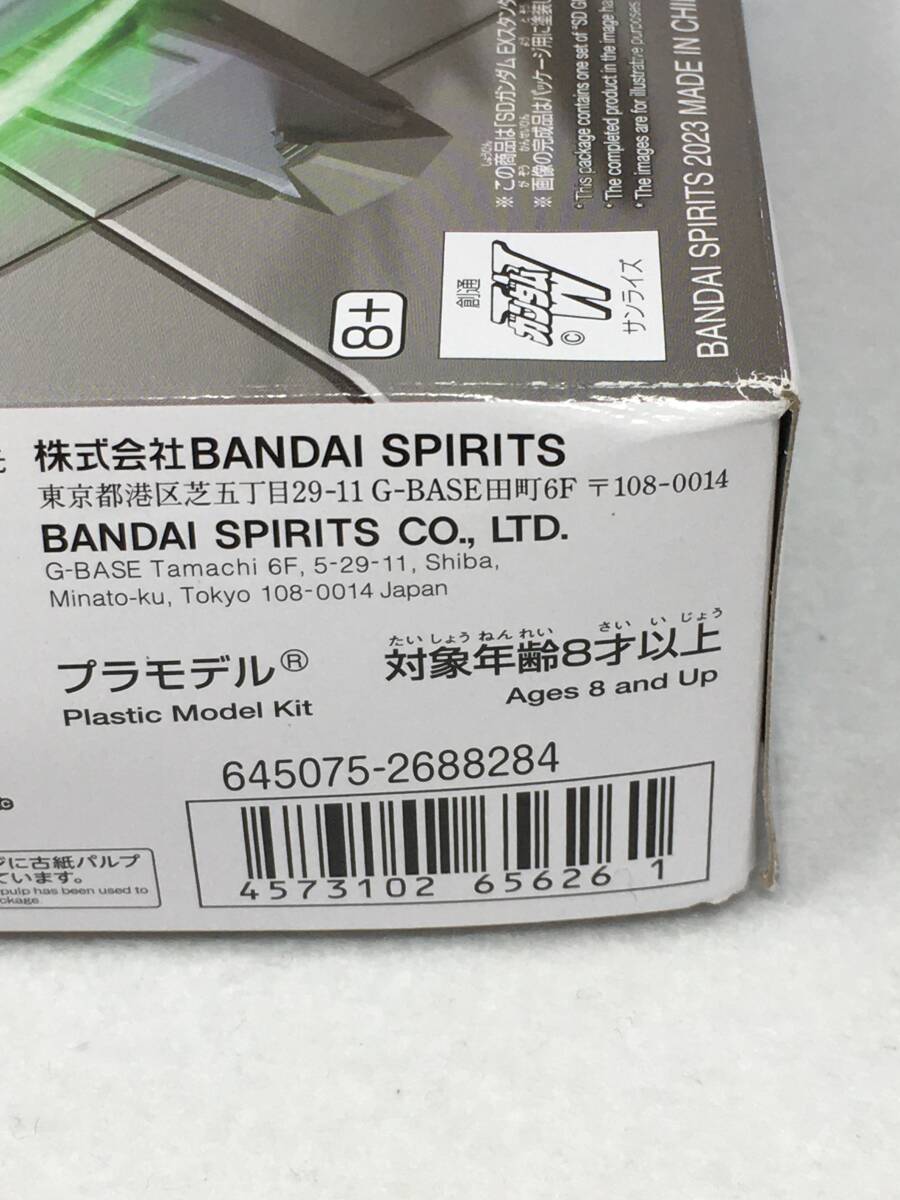 ※この商品は「SDガンダム EXスタン
※画像の完成品はパッケージ用に塗装
* This package contains one set of "SD G
* The completed product in the image ha
* The images are for illustrative purposes.
BANDAI SPIRITS 2023 MADE IN CHI
創通
ガンダムW
©
サンライズ
8+
株式会社BANDAI SPIRITS
東京都港区芝五丁目29-11 G-BASE田町6F 〒108-0014
BANDAI SPIRITS CO., LTD.
G-BASE Tamachi 6F, 5-29-11, Shiba,
Minato-ku, Tokyo 108-0014 Japan
プラモデル®
Plastic Model Kit
たいしょうねんれい さいいじょう
対象年齢8才以上
Ages 8 and Up
645075-2688284
4573102 65626 1
に古紙パルプ
ています。
pulp has been used to
ckage